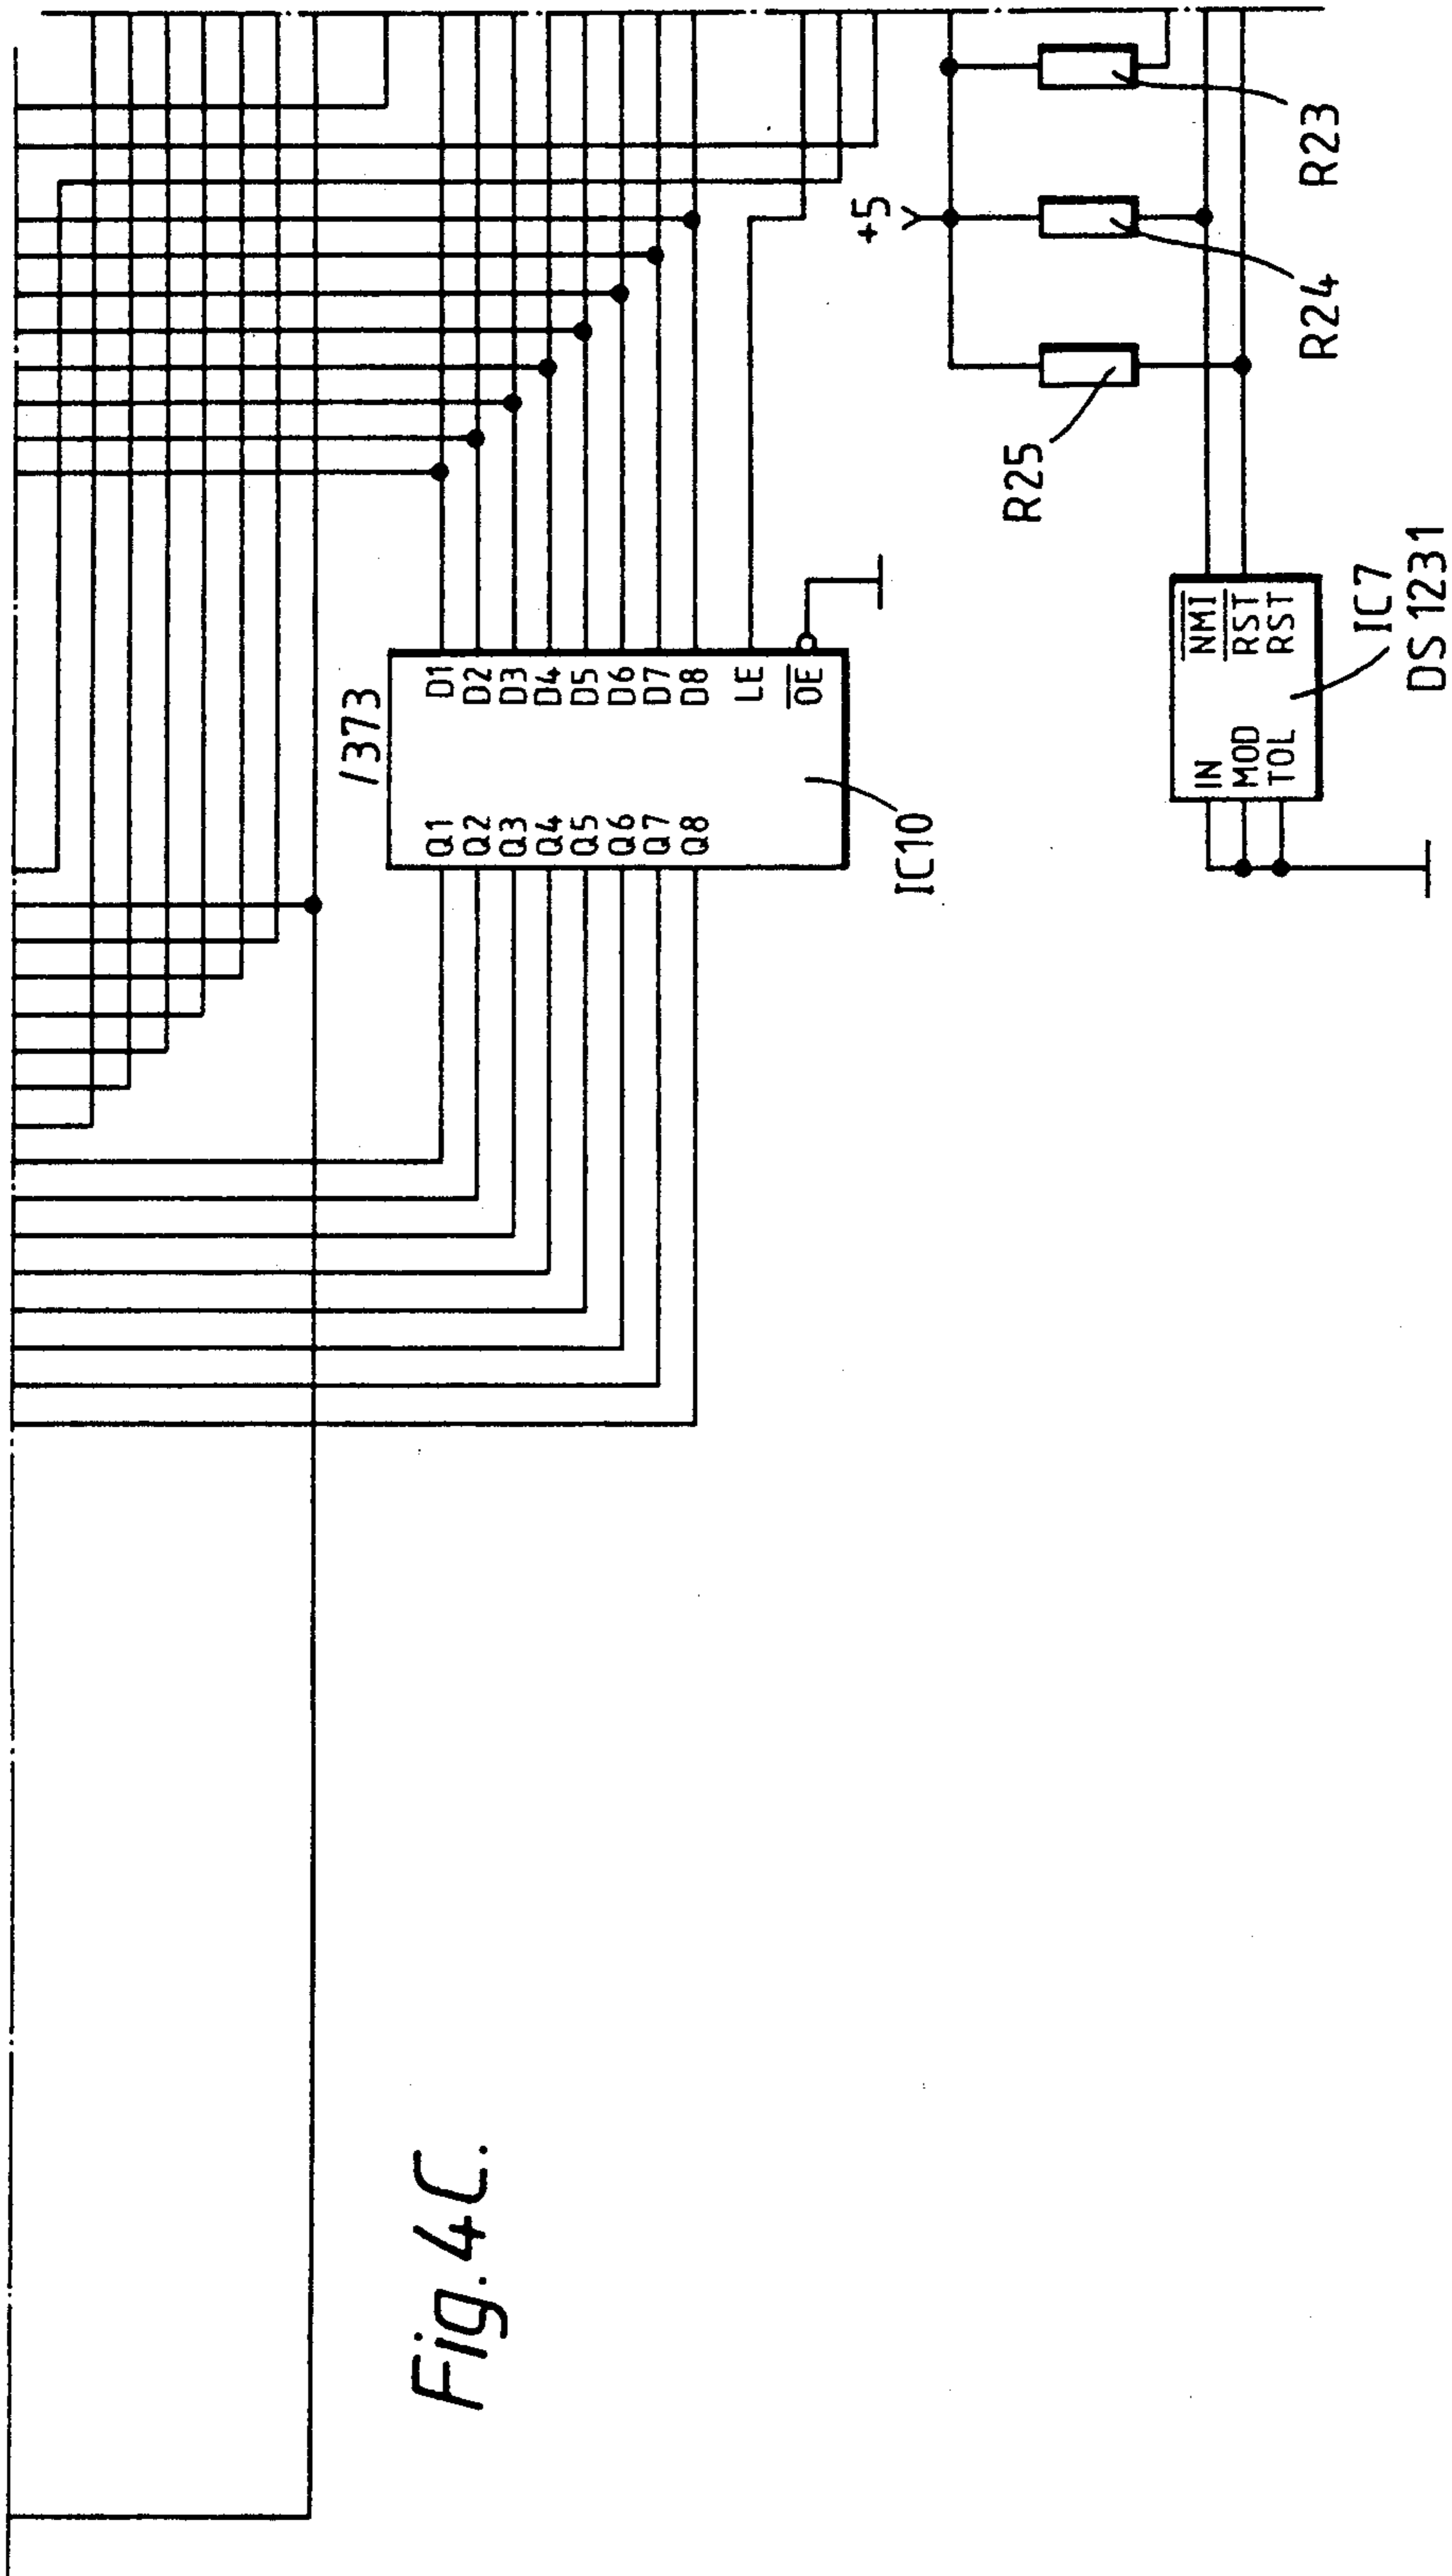 /373
Q1 D1
Q2 D2
Q3 D3
Q4 D4
Q5 D5
Q6 D6
Q7 D7
Q8 D8
LE
OE
IC10
+5
R25
R24
R23
IN NMI
MOD RST
TOL RST
IC7
DS 1231
Fig. 4C.